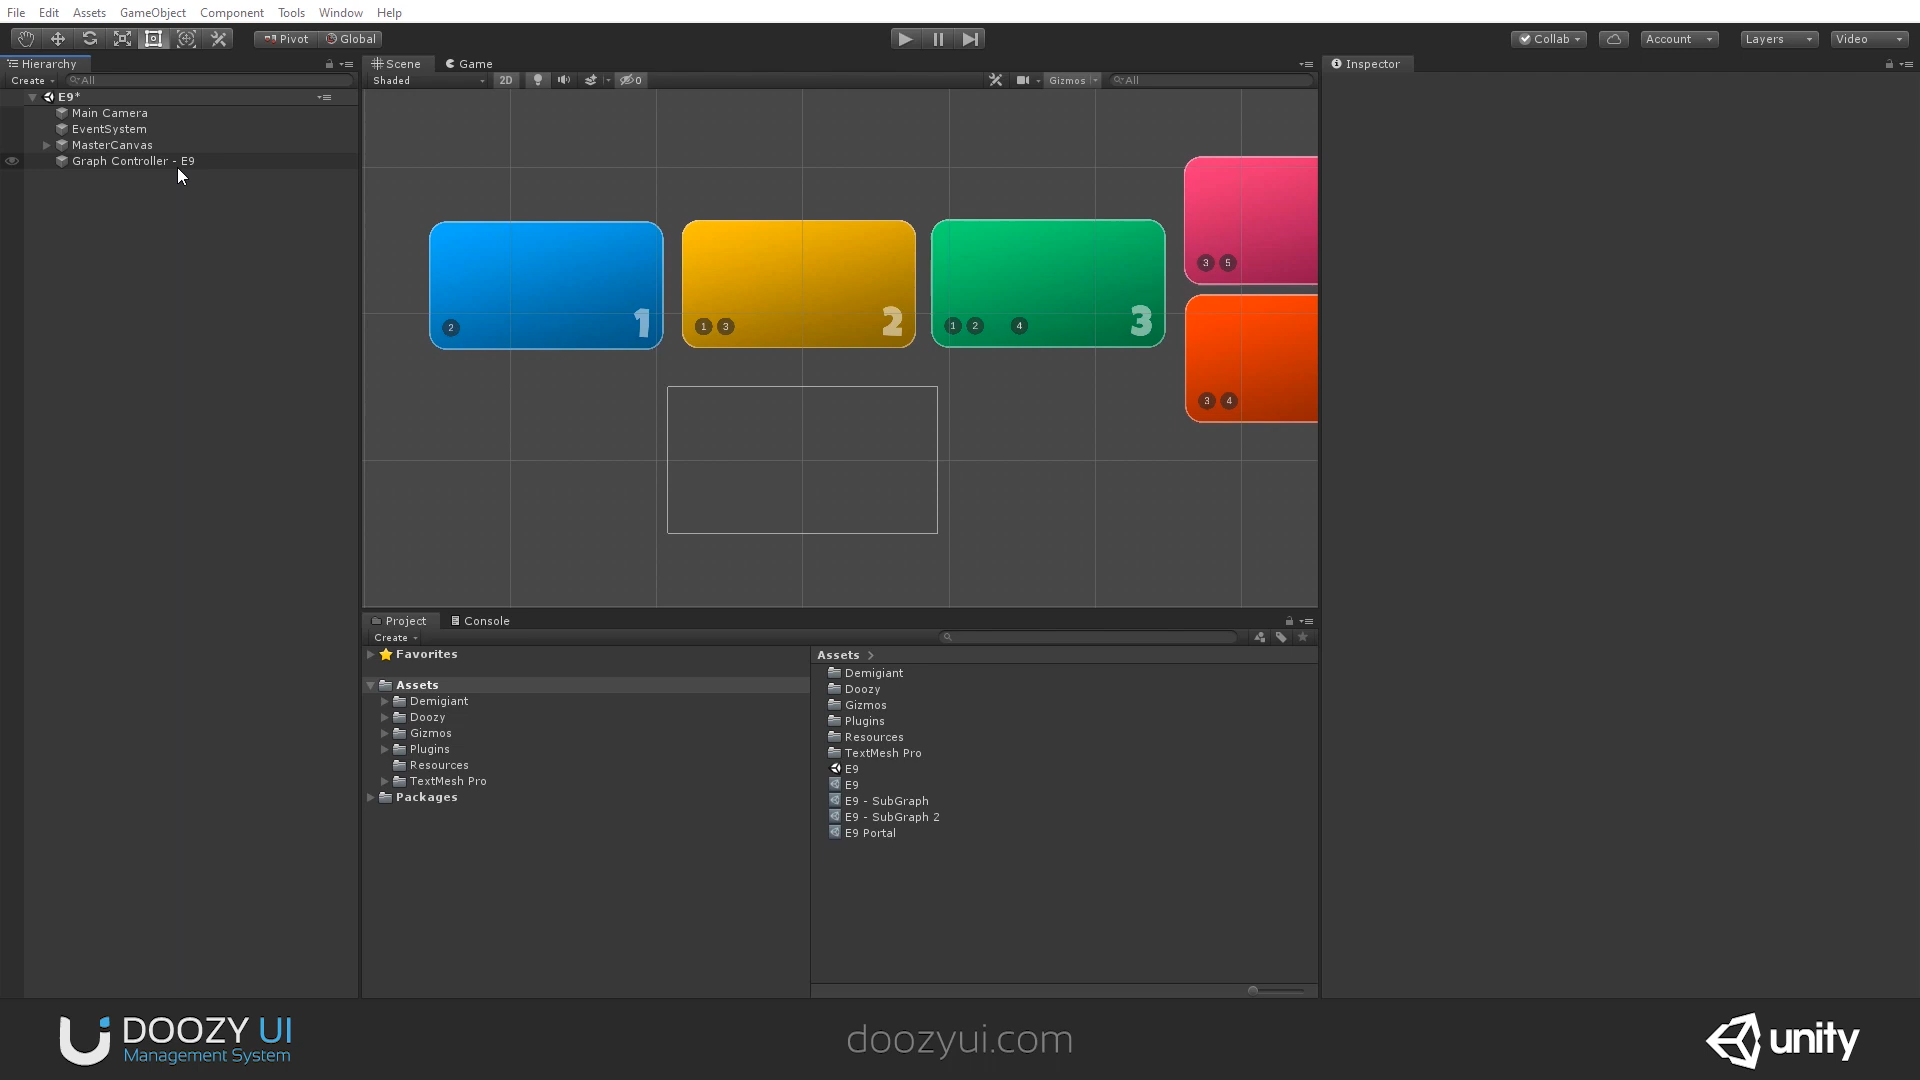 File Edit Assets GameObject Component Tools Window Help
Pivot Global Collab Account Layers Video
Hierarchy
Create All
E9*
Main Camera
EventSystem
MasterCanvas
Graph Controller - E9
Scene Game
Shaded 2D 0 Gizmos All
2 1
1 3 2
1 2 4 3
3 5
3 4
Project Console
Create
Favorites
Assets
Demigiant
Doozy
Gizmos
Plugins
Resources
TextMesh Pro
Packages
Assets
Demigiant
Doozy
Gizmos
Plugins
Resources
TextMesh Pro
E9
E9
E9 - SubGraph
E9 - SubGraph 2
E9 Portal
Inspector
DOOZY UI
Management System
doozyui.com
unity